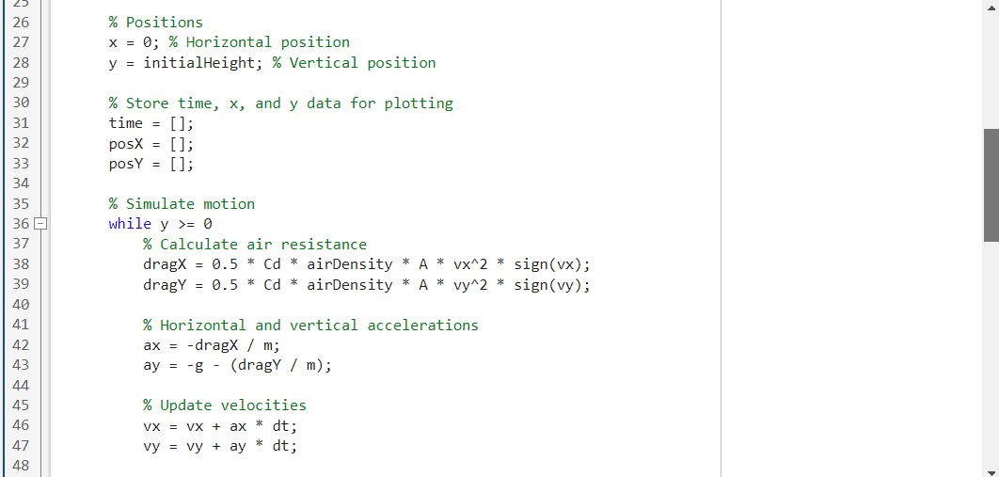 25
26 % Positions
27 x = 0; % Horizontal position
28 y = initialHeight; % Vertical position
29
30 % Store time, x, and y data for plotting
31 time = [];
32 posX = [];
33 posY = [];
34
35 % Simulate motion
36 while y >= 0
37 % Calculate air resistance
38 dragX = 0.5 * Cd * airDensity * A * vx^2 * sign(vx);
39 dragY = 0.5 * Cd * airDensity * A * vy^2 * sign(vy);
40
41 % Horizontal and vertical accelerations
42 ax = -dragX / m;
43 ay = -g - (dragY / m);
44
45 % Update velocities
46 vx = vx + ax * dt;
47 vy = vy + ay * dt;
48